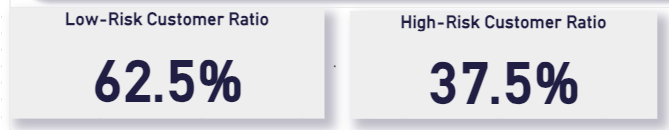 Low-Risk Customer Ratio
62.5%
High-Risk Customer Ratio
37.5%